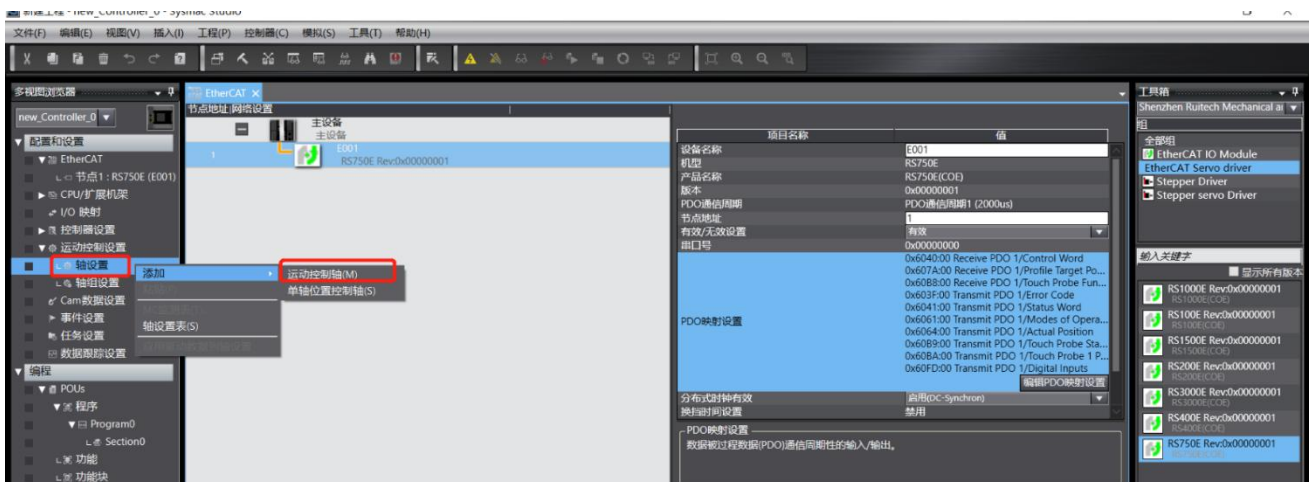 新建工程 - new_Controller_0 - Sysmac Studio
文件(F) 编辑(E) 视图(V) 插入(I) 工程(P) 控制器(C) 模拟(S) 工具(T) 帮助(H)
多视图浏览器
new_Controller_0
配置和设置
EtherCAT
节点1 : RS750E (E001)
CPU/扩展机架
I/O 映射
控制器设置
运动控制设置
轴设置
轴组设置
Cam数据设置
事件设置
任务设置
数据跟踪设置
编程
POUs
程序
Program0
Section0
功能
功能块
添加
轴设置表(S)
运动控制轴(M)
单轴位置控制轴(S)
EtherCAT
节点地址|网络设置
主设备
主设备
1
E001
RS750E Rev:0x00000001
项目名称 值
设备名称 E001
机型 RS750E
产品名称 RS750E(COE)
版本 0x00000001
PDO通信周期 PDO通信周期1 (2000us)
节点地址 1
有效/无效设置 有效
串口号 0x00000000
PDO映射设置
0x6040:00 Receive PDO 1/Control Word
0x607A:00 Receive PDO 1/Profile Target Po...
0x60B8:00 Receive PDO 1/Touch Probe Fun...
0x603F:00 Transmit PDO 1/Error Code
0x6041:00 Transmit PDO 1/Status Word
0x6061:00 Transmit PDO 1/Modes of Opera...
0x6064:00 Transmit PDO 1/Actual Position
0x60B9:00 Transmit PDO 1/Touch Probe Sta...
0x60BA:00 Transmit PDO 1/Touch Probe 1 P...
0x60FD:00 Transmit PDO 1/Digital Inputs
编辑PDO映射设置
分布式时钟有效 启用(DC-Synchron)
换挡时间设置 禁用
PDO映射设置
数据被过程数据(PDO)通信周期性的输入/输出。
工具箱
Shenzhen Ruitech Mechanical ai
组
全部组
EtherCAT IO Module
EtherCAT Servo driver
Stepper Driver
Stepper servo Driver
输入关键字
显示所有版本
RS1000E Rev:0x00000001
RS1000E(COE)
RS100E Rev:0x00000001
RS100E(COE)
RS1500E Rev:0x00000001
RS1500E(COE)
RS200E Rev:0x00000001
RS200E(COE)
RS3000E Rev:0x00000001
RS3000E(COE)
RS400E Rev:0x00000001
RS400E(COE)
RS750E Rev:0x00000001
RS750E(COE)